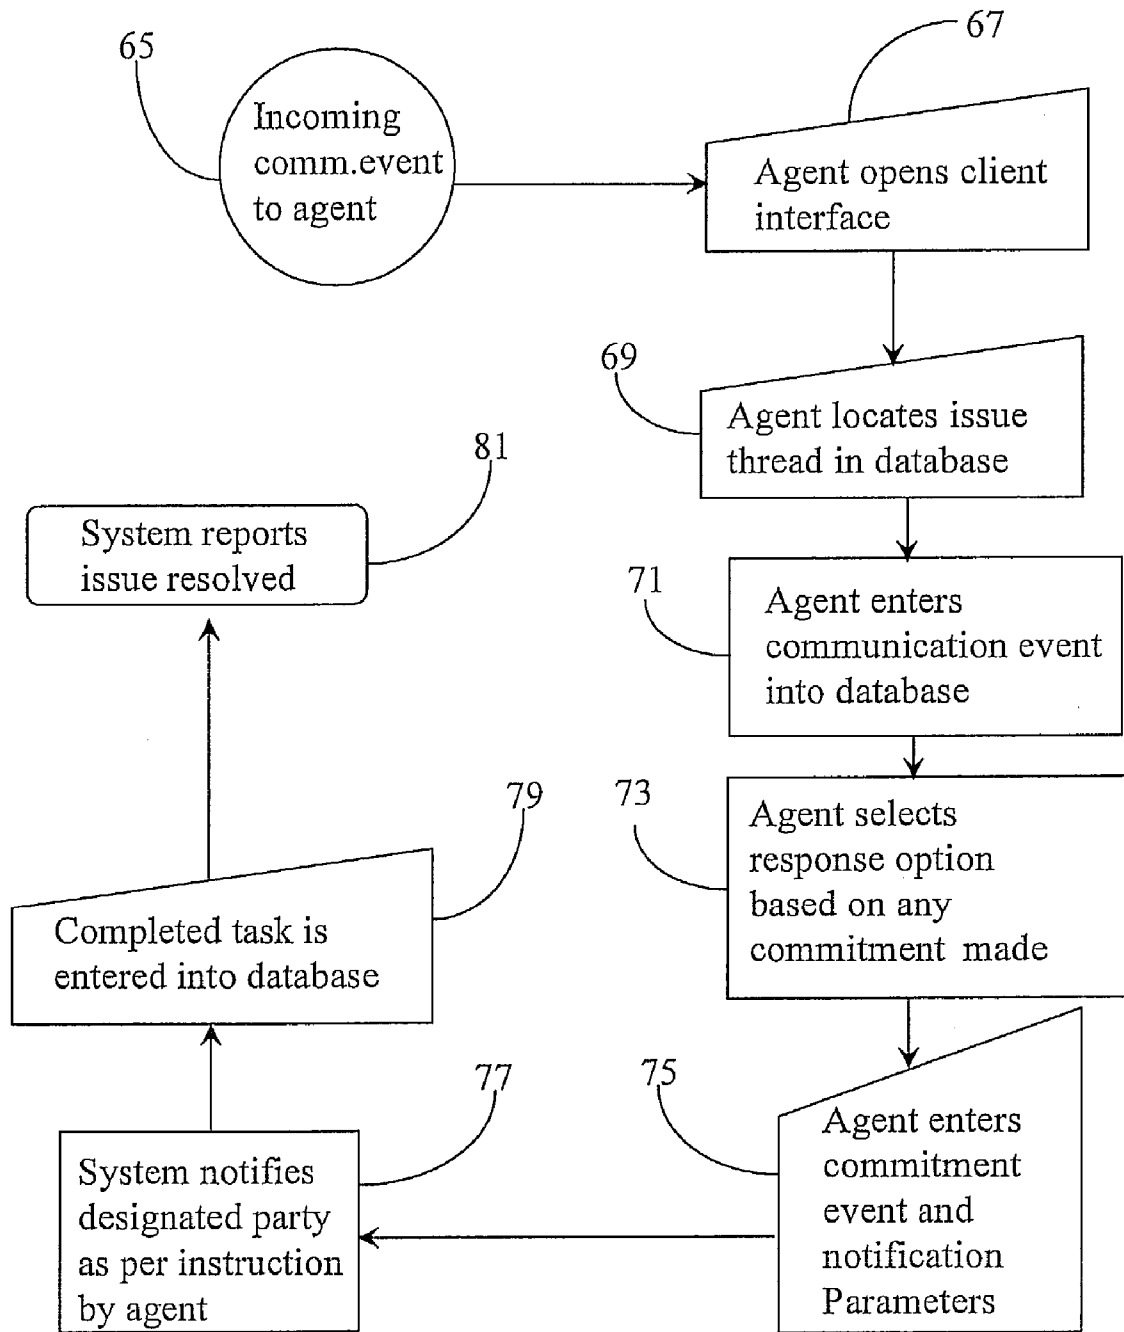 65
Incoming
comm.event
to agent
67
Agent opens client
interface
69
Agent locates issue
thread in database
71
Agent enters
communication event
into database
73
Agent selects
response option
based on any
commitment made
75
Agent enters
commitment
event and
notification
Parameters
77
System notifies
designated party
as per instruction
by agent
79
Completed task is
entered into database
81
System reports
issue resolved